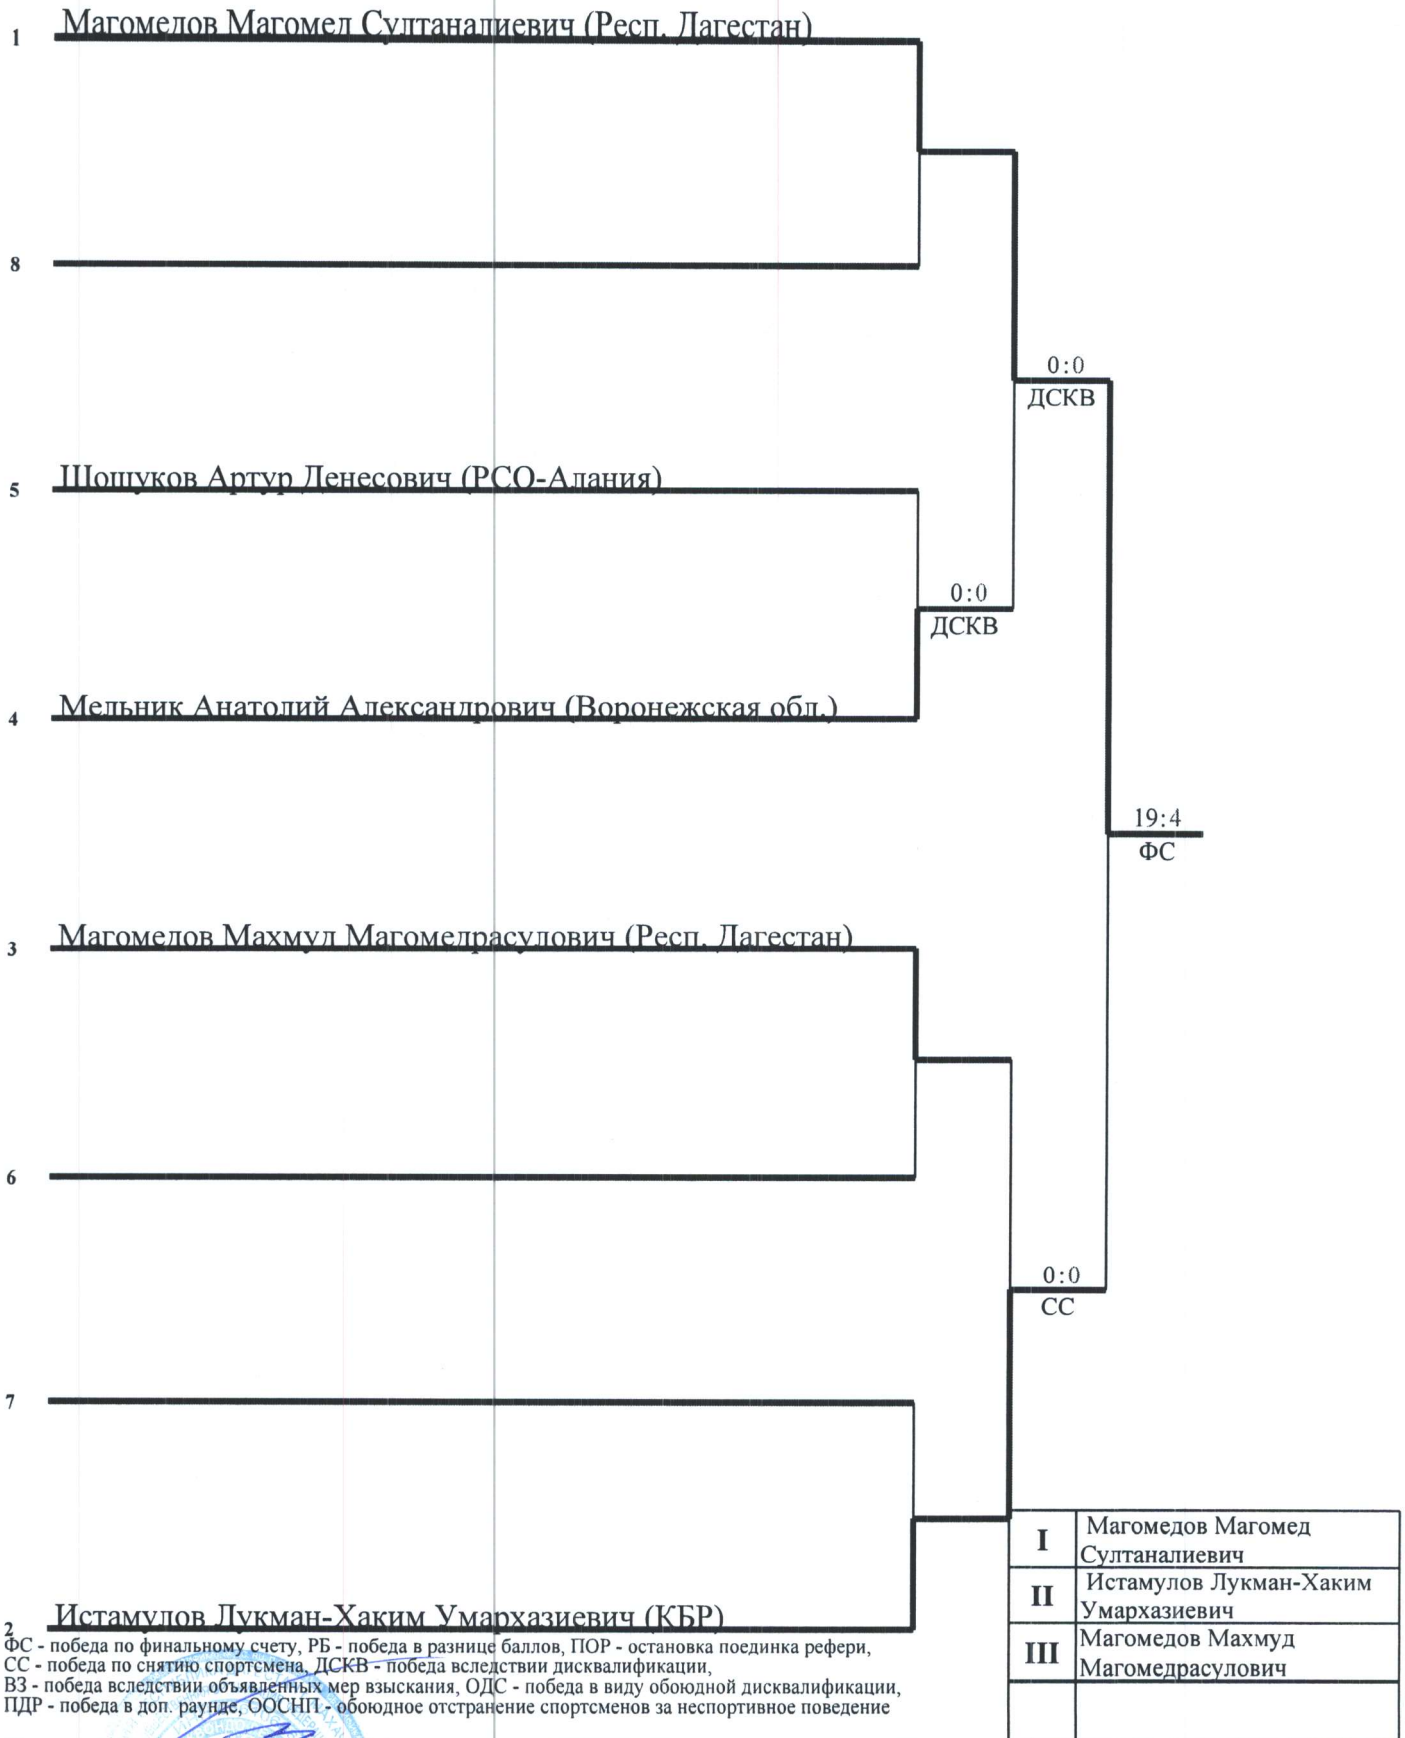 1 Магомедов Магомед Султаналиевич (Респ. Дагестан)
8
0:0
ДСКВ
5 Шошуков Артур Денесович (РСО-Алания)
0:0
ДСКВ
4 Мельник Анатолий Александрович (Воронежская обл.)
19:4
ФС
3 Магомедов Махмуд Магомедрасулович (Респ. Дагестан)
6
0:0
СС
7
2 Истамулов Лукман-Хаким Умархазиевич (КБР)
I Магомедов Магомед
Султаналиевич
II Истамулов Лукман-Хаким
Умархазиевич
III Магомедов Махмуд
Магомедрасулович
ФС - победа по финальному счету, РБ - победа в разнице баллов, ПОР - остановка поединка рефери,
СС - победа по снятию спортсмена, ДСКВ - победа вследствии дисквалификации,
ВЗ - победа вследствии объявленных мер взыскания, ОДС - победа в виду обоюдной дисквалификации,
ПДР - победа в доп. раунде, ООСНП - обоюдное отстранение спортсменов за неспортивное поведение